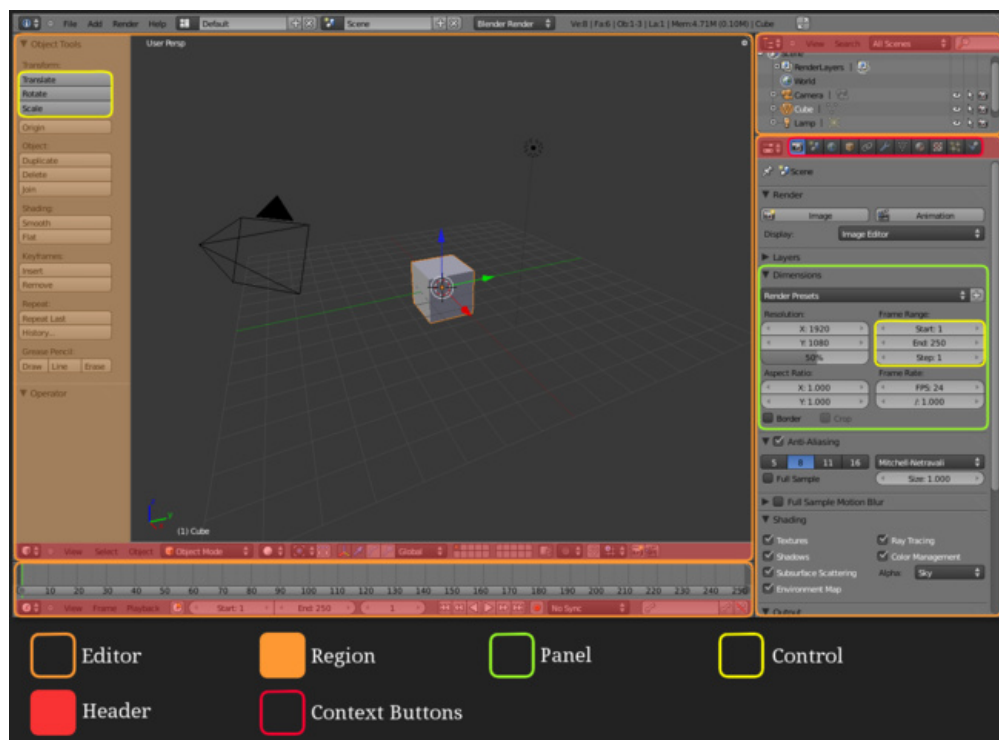 File Add Render Help Default Scene Blender Render Ve:8 | Fa:6 | Ob:1-3 | La:1 | Mem:4.71M (0.10M) | Cube
Object Tools
Transform:
Translate
Rotate
Scale
Origin
Object:
Duplicate
Delete
Join
Shading:
Smooth
Flat
Keyframes:
Insert
Remove
Repeat:
Repeat Last
History...
Grease Pencil:
Draw Line Erase
Operator
User Persp
(1) Cube
View Select Object Object Mode Global
0 10 20 30 40 50 60 70 80 90 100 110 120 130 140 150 160 170 180 190 200 210 220 230 240 250
View Frame Playback Start: 1 End: 250 1 No Sync
View Search All Scenes
Scene
RenderLayers
World
Camera
Cube
Lamp
Scene
Render
Image Animation
Display: Image Editor
Layers
Dimensions
Render Presets
Resolution: Frame Range:
X: 1920 Start: 1
Y: 1080 End: 250
50% Step: 1
Aspect Ratio: Frame Rate:
X: 1.000 FPS: 24
Y: 1.000 /: 1.000
Border Crop
Anti-Aliasing
5 8 11 16 Mitchell-Netravali
Full Sample Size: 1.000
Full Sample Motion Blur
Shading
Textures Ray Tracing
Shadows Color Management
Subsurface Scattering Alpha: Sky
Environment Map
Output
Editor Region Panel Control
Header Context Buttons